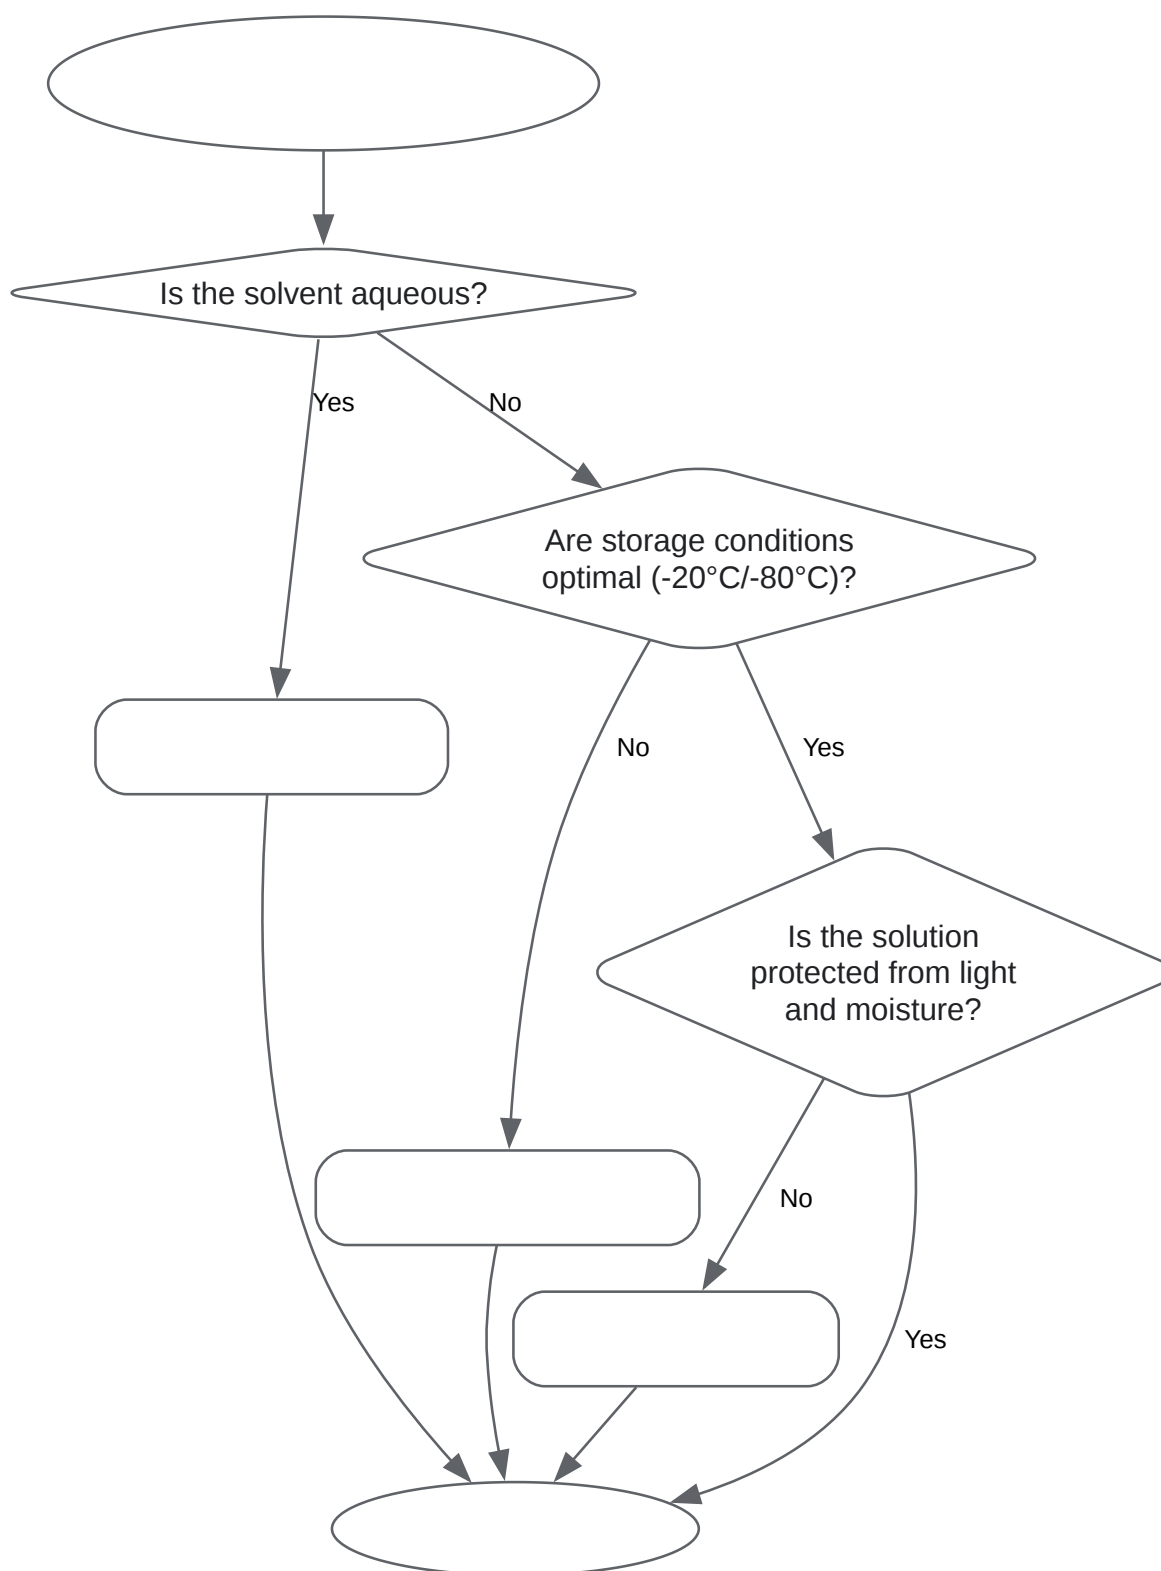 Is the solvent aqueous?
Yes
No
Are storage conditions
optimal (-20°C/-80°C)?
No
Yes
Is the solution
protected from light
and moisture?
No
Yes